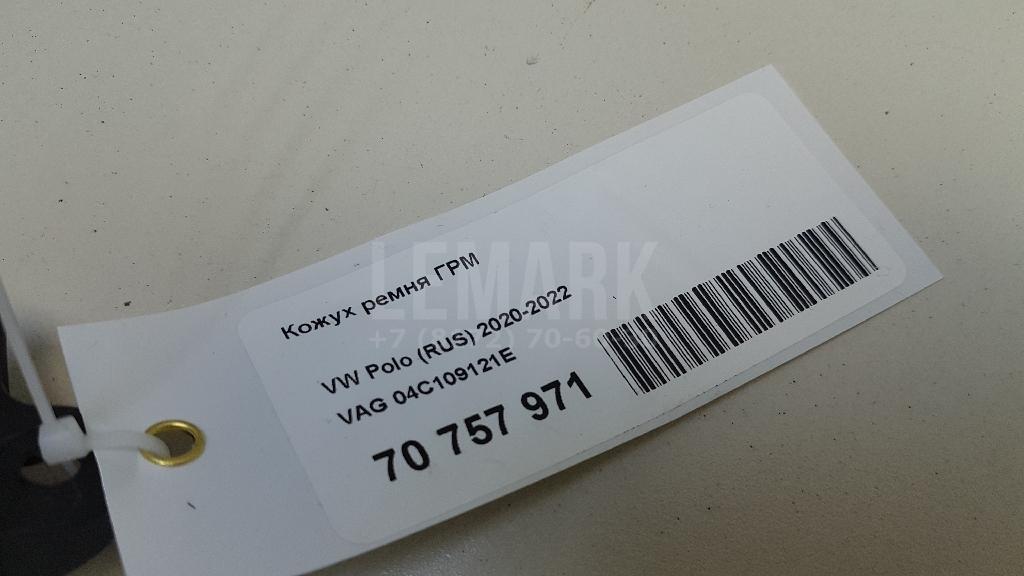 Кожух ремня ГРМ
VW Polo (RUS) 2020-2022
VAG 04C109121E
70 757 971
LEMARK